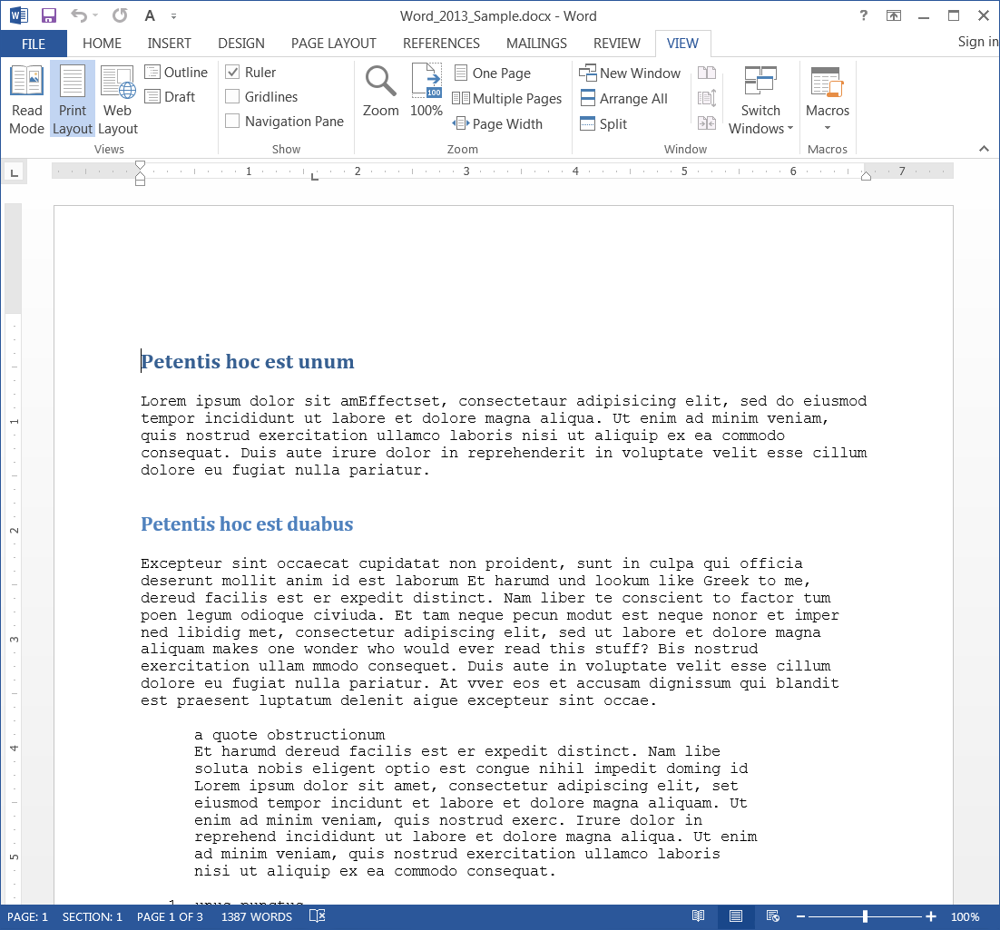 Word_2013_Sample.docx - Word
?
FILE HOME INSERT DESIGN PAGE LAYOUT REFERENCES MAILINGS REVIEW VIEW Sign in
Read Mode
Print Layout
Web Layout
Outline
Draft
Views
Ruler
Gridlines
Navigation Pane
Show
Zoom
100
100%
One Page
Multiple Pages
Page Width
Zoom
New Window
Arrange All
Split
Switch Windows
Window
Macros
Macros
1 2 3 4 5 6 7
Petentis hoc est unum
Lorem ipsum dolor sit amEffectset, consectetaur adipisicing elit, sed do eiusmod
tempor incididunt ut labore et dolore magna aliqua. Ut enim ad minim veniam,
quis nostrud exercitation ullamco laboris nisi ut aliquip ex ea commodo
consequat. Duis aute irure dolor in reprehenderit in voluptate velit esse cillum
dolore eu fugiat nulla pariatur.
Petentis hoc est duabus
Excepteur sint occaecat cupidatat non proident, sunt in culpa qui officia
deserunt mollit anim id est laborum Et harumd und lookum like Greek to me,
dereud facilis est er expedit distinct. Nam liber te conscient to factor tum
poen legum odioque civiuda. Et tam neque pecun modut est neque nonor et imper
ned libidig met, consectetur adipiscing elit, sed ut labore et dolore magna
aliquam makes one wonder who would ever read this stuff? Bis nostrud
exercitation ullam mmodo consequet. Duis aute in voluptate velit esse cillum
dolore eu fugiat nulla pariatur. At vver eos et accusam dignissum qui blandit
est praesent luptatum delenit aigue excepteur sint occae.
a quote obstructionum
Et harumd dereud facilis est er expedit distinct. Nam libe
soluta nobis eligent optio est congue nihil impedit doming id
Lorem ipsum dolor sit amet, consectetur adipiscing elit, set
eiusmod tempor incidunt et labore et dolore magna aliquam. Ut
enim ad minim veniam, quis nostrud exerc. Irure dolor in
reprehend incididunt ut labore et dolore magna aliqua. Ut enim
ad minim veniam, quis nostrud exercitation ullamco laboris
nisi ut aliquip ex ea commodo consequat.
1. unus punctus
1
2
3
4
5
PAGE: 1 SECTION: 1 PAGE 1 OF 3 1387 WORDS 100%